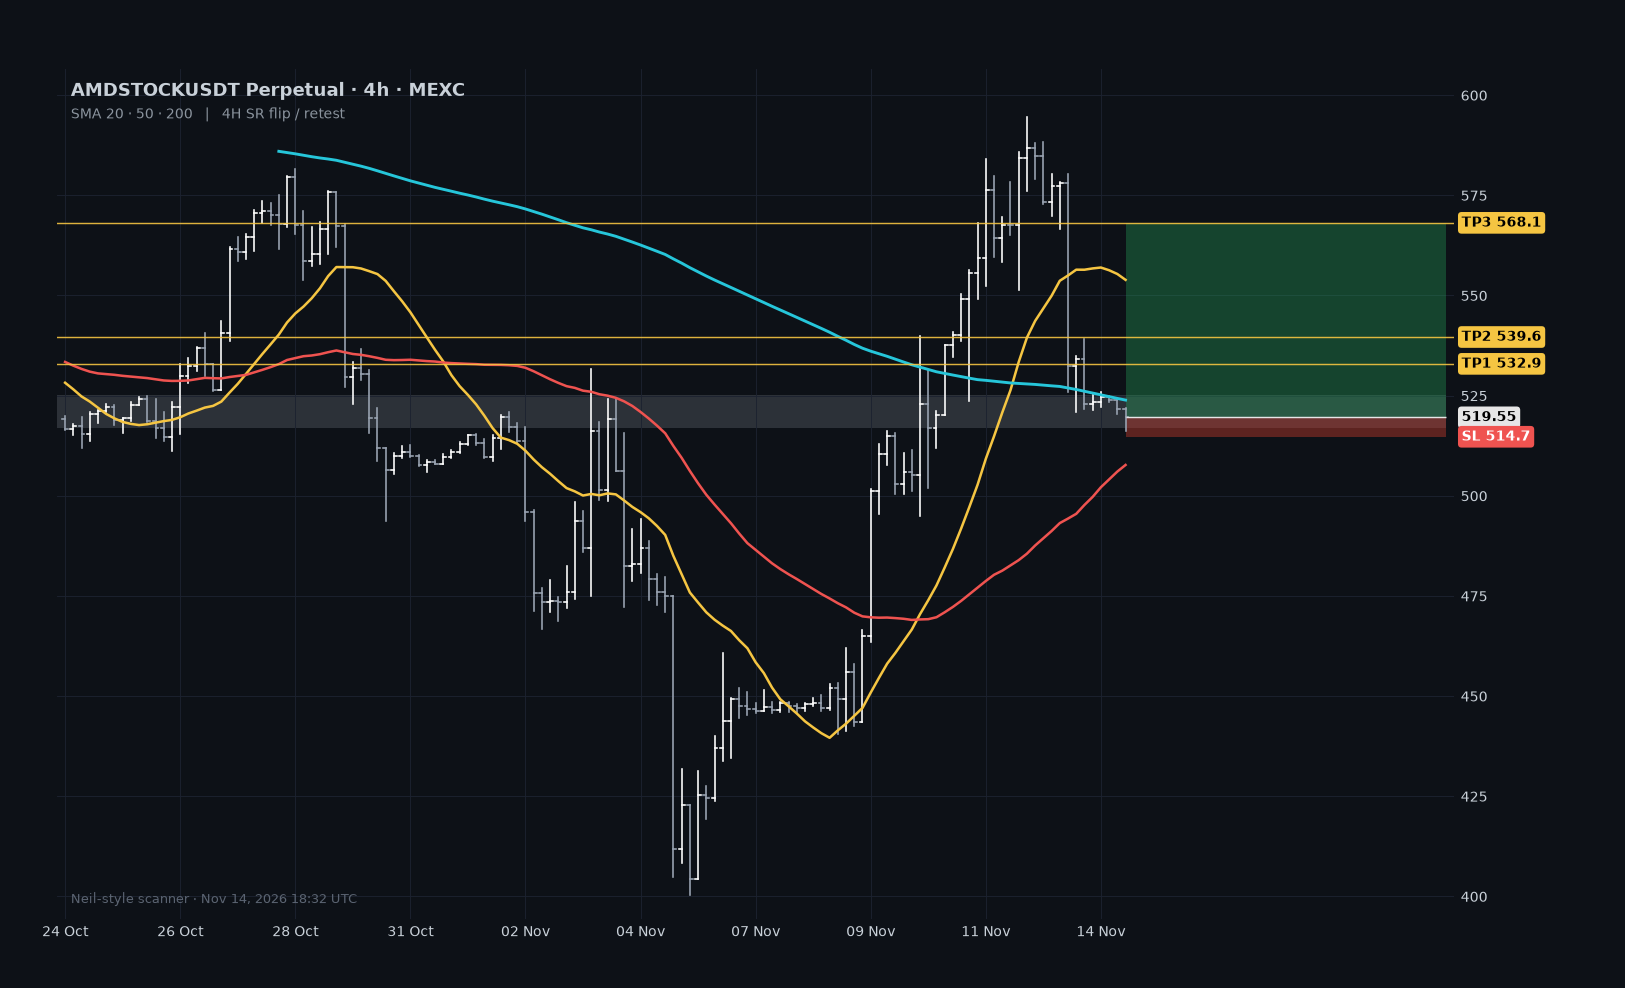 AMDSTOCKUSDT Perpetual · 4h · MEXC
SMA 20 · 50 · 200 | 4H SR flip / retest
600
575
TP3 568.1
550
TP2 539.6
TP1 532.9
525
519.55
SL 514.7
500
475
450
425
400
Neil-style scanner · Nov 14, 2026 18:32 UTC
24 Oct 26 Oct 28 Oct 31 Oct 02 Nov 04 Nov 07 Nov 09 Nov 11 Nov 14 Nov